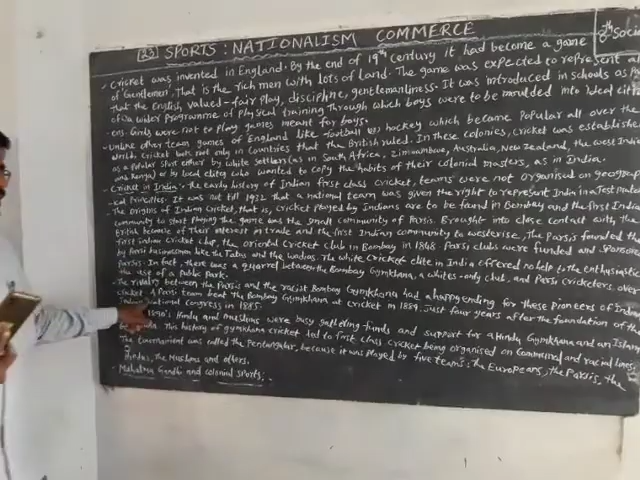 (23) SPORTS : NATIONALISM COMMERCE
8th Social
Cricket was invented in England. By the end of 19th century it had become a game
of Gentlemen, That is the rich men with lots of land. The game was expected to represent all
that the English valued - fair play, discipline, gentlemanliness. It was introduced in schools as
of a wider programme of physical training through which boys were to be moulded into ideal
ens. Girls were not to play games meant for boys.
Unlike other team games of England like football & hockey which became popular all over the
world, Cricket took root only in Countries that the British ruled. In these colonies, cricket was
as a popular sport either by white settlers (as in South Africa, Zimbabwe, Australia, New Zealand, the west Indies
and Kenya) or by local elites who wanted to copy the habits of their colonial masters, as in India.
Cricket in India : The early history of Indian first class cricket, teams were not organised on
cal Principles. It was not till 1932 that a national team was given the right to represent India in a Test match
The origins of Indian cricket, that is, cricket played by Indians are to be found in Bombay and the first Indian
community to start playing the game was the small community of Parsis. Brought into close contact with the
British because of their interest in trade and the first Indian community to westerise, the Parsis founded the
first Indian cricket club, the oriental cricket club in Bombay in 1848. Parsi clubs were funded and sponsored
by Parsi businessmen like the Tatas and the wadias. The white cricket elite in India offered no help to the enthusiastic
Parsis. In fact, there was a quarrel between the Bombay Gymkhana, a whites-only club, and Parsi cricketers over
the use of a public park.
The rivalry between the Parsis and the racist Bombay Gymkhana had a happy ending for these Pioneers of Indian
cricket. A Parsi team beat the Bombay Gymkhana at cricket in 1889. Just four years after the foundation of the
Indian National Congress in 1885.
1890's, Hindu and muslims were busy gathering funds and support for a Hindu Gymkhana and an Islam
This history of gymkhana cricket led to first class cricket being organised on Communal and racial lines.
The tournament was called the Pentangular, because it was played by five teams : The Europeans, the Parsis, the
Hindus, The Muslims and others.
Mahatma Gandhi and colonial sports :